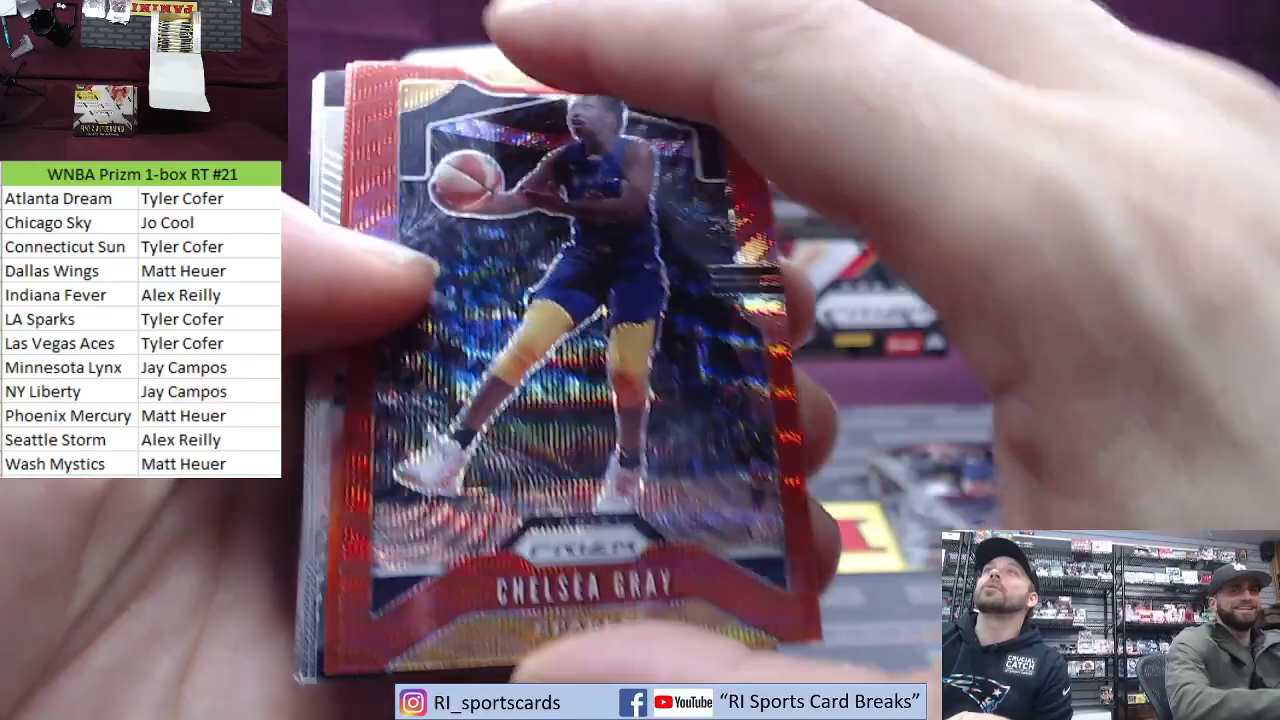 PANINI
WNBA Prizm 1-box RT #21
Atlanta Dream Tyler Cofer
Chicago Sky Jo Cool
Connecticut Sun Tyler Cofer
Dallas Wings Matt Heuer
Indiana Fever Alex Reilly
LA Sparks Tyler Cofer
Las Vegas Aces Tyler Cofer
Minnesota Lynx Jay Campos
NY Liberty Jay Campos
Phoenix Mercury Matt Heuer
Seattle Storm Alex Reilly
Wash Mystics Matt Heuer
PRIZM
CHELSEA GRAY
CRUCIAL
CATCH
RI_sportscards YouTube "RI Sports Card Breaks"